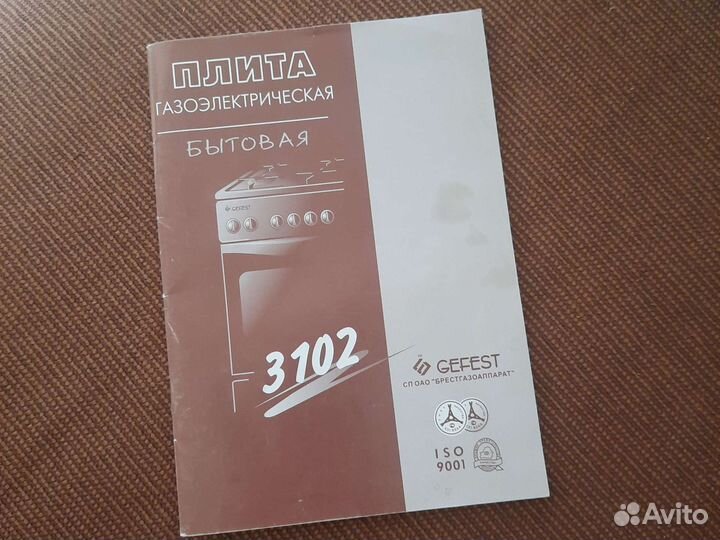 ПЛИТА
ГАЗОЭЛЕКТРИЧЕСКАЯ
БЫТОВАЯ
GEFEST
3102
GEFEST
СП ОАО "БРЕСТГАЗОАППАРАТ"
ISO
9001
Avito